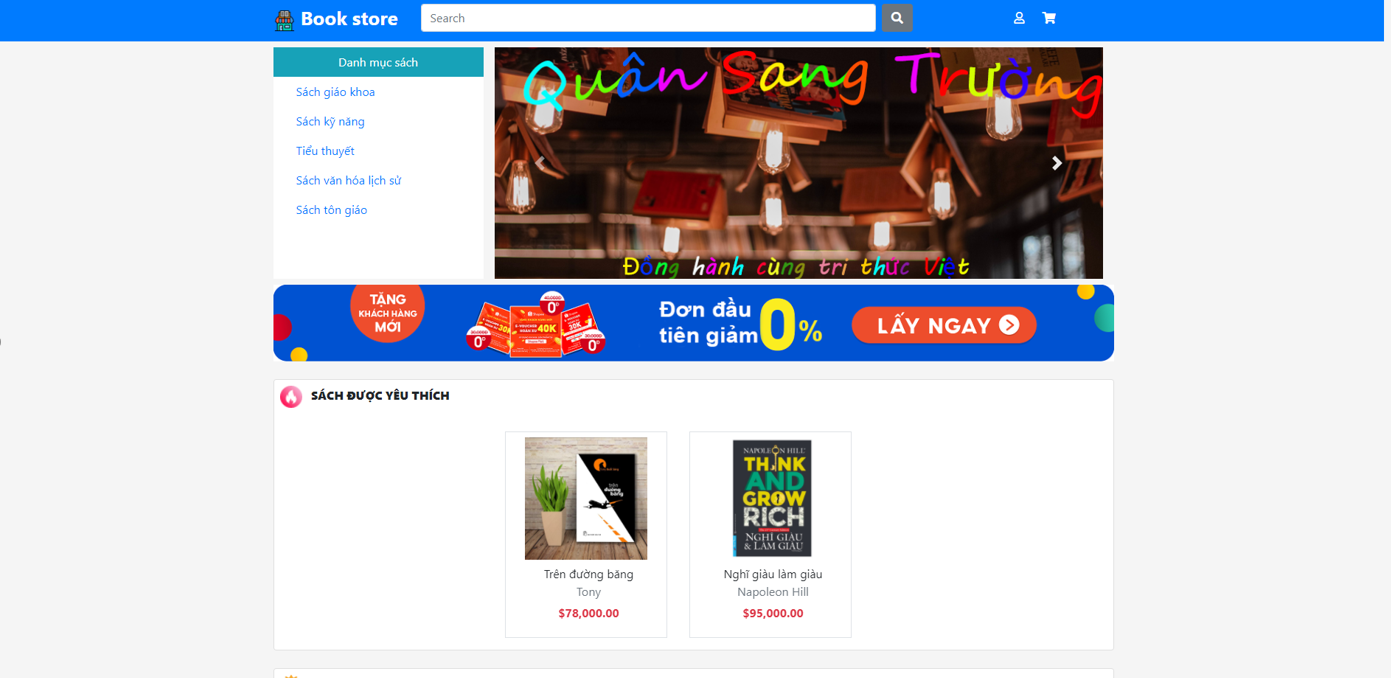 Book store
Search
Danh mục sách
Sách giáo khoa
Sách kỹ năng
Tiểu thuyết
Sách văn hóa lịch sử
Sách tôn giáo
Quân Sang Trường
Đồng hành cùng tri thức Việt
TẶNG
KHÁCH HÀNG
MỚI
40K
Đơn đầu
tiên giảm 0%
LẤY NGAY
SÁCH ĐƯỢC YÊU THÍCH
trên
đường
băng
Trên đường băng
Tony
$78,000.00
NAPOLEON HILL
THINK
AND
GROW
RICH
NGHĨ GIÀU
& LÀM GIÀU
Nghĩ giàu làm giàu
Napoleon Hill
$95,000.00